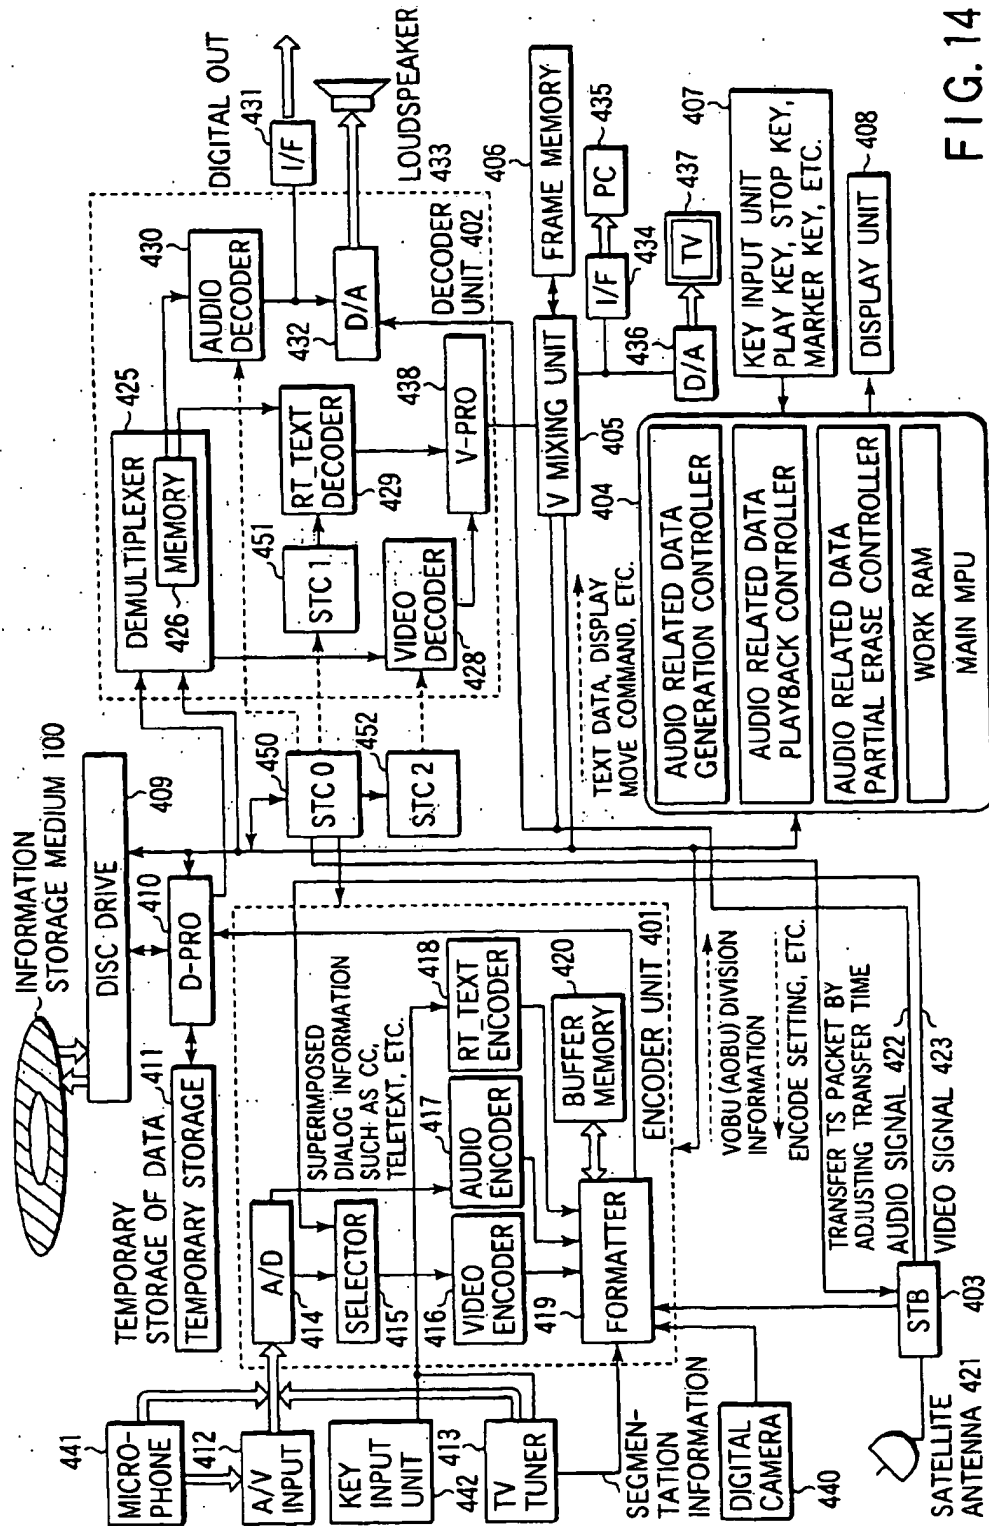 INFORMATION
STORAGE MEDIUM 100
DISC DRIVE
409
TEMPORARY
STORAGE OF DATA
TEMPORARY STORAGE
411
D-PRO
410
441
MICRO-
PHONE
412
A/V
INPUT
KEY
INPUT
UNIT
442
413
TV
TUNER
SEGMEN-
TATION
INFORMATION
DIGITAL
CAMERA
440
SATELLITE
ANTENNA 421
STB
403
A/D
414
SELECTOR
415
SUPERIMPOSED
DIALOG INFORMATION
SUCH AS CC,
TELETEXT, ETC.
VIDEO
ENCODER
416
AUDIO
ENCODER
417
RT_TEXT
ENCODER
418
FORMATTER
419
BUFFER
MEMORY
420
ENCODER UNIT 401
VOBU (AOBU) DIVISION
INFORMATION
ENCODE SETTING, ETC.
TRANSFER TS PACKET BY
ADJUSTING TRANSFER TIME
AUDIO SIGNAL 422
VIDEO SIGNAL 423
STC 0
450
STC 2
452
STC 1
451
DEMULTIPLEXER
425
MEMORY
426
VIDEO
DECODER
428
RT_TEXT
DECODER
429
AUDIO
DECODER
430
D/A
432
V-PRO
438
DECODER
UNIT 402
DIGITAL OUT
I/F
431
LOUDSPEAKER
433
V MIXING UNIT
405
FRAME MEMORY
406
I/F
434
PC
435
D/A
436
TV
437
TEXT DATA, DISPLAY
MOVE COMMAND, ETC.
404
AUDIO RELATED DATA
GENERATION CONTROLLER
AUDIO RELATED DATA
PLAYBACK CONTROLLER
AUDIO RELATED DATA
PARTIAL ERASE CONTROLLER
WORK RAM
MAIN MPU
KEY INPUT UNIT
PLAY KEY, STOP KEY,
MARKER KEY, ETC.
407
DISPLAY UNIT
408
FIG. 14